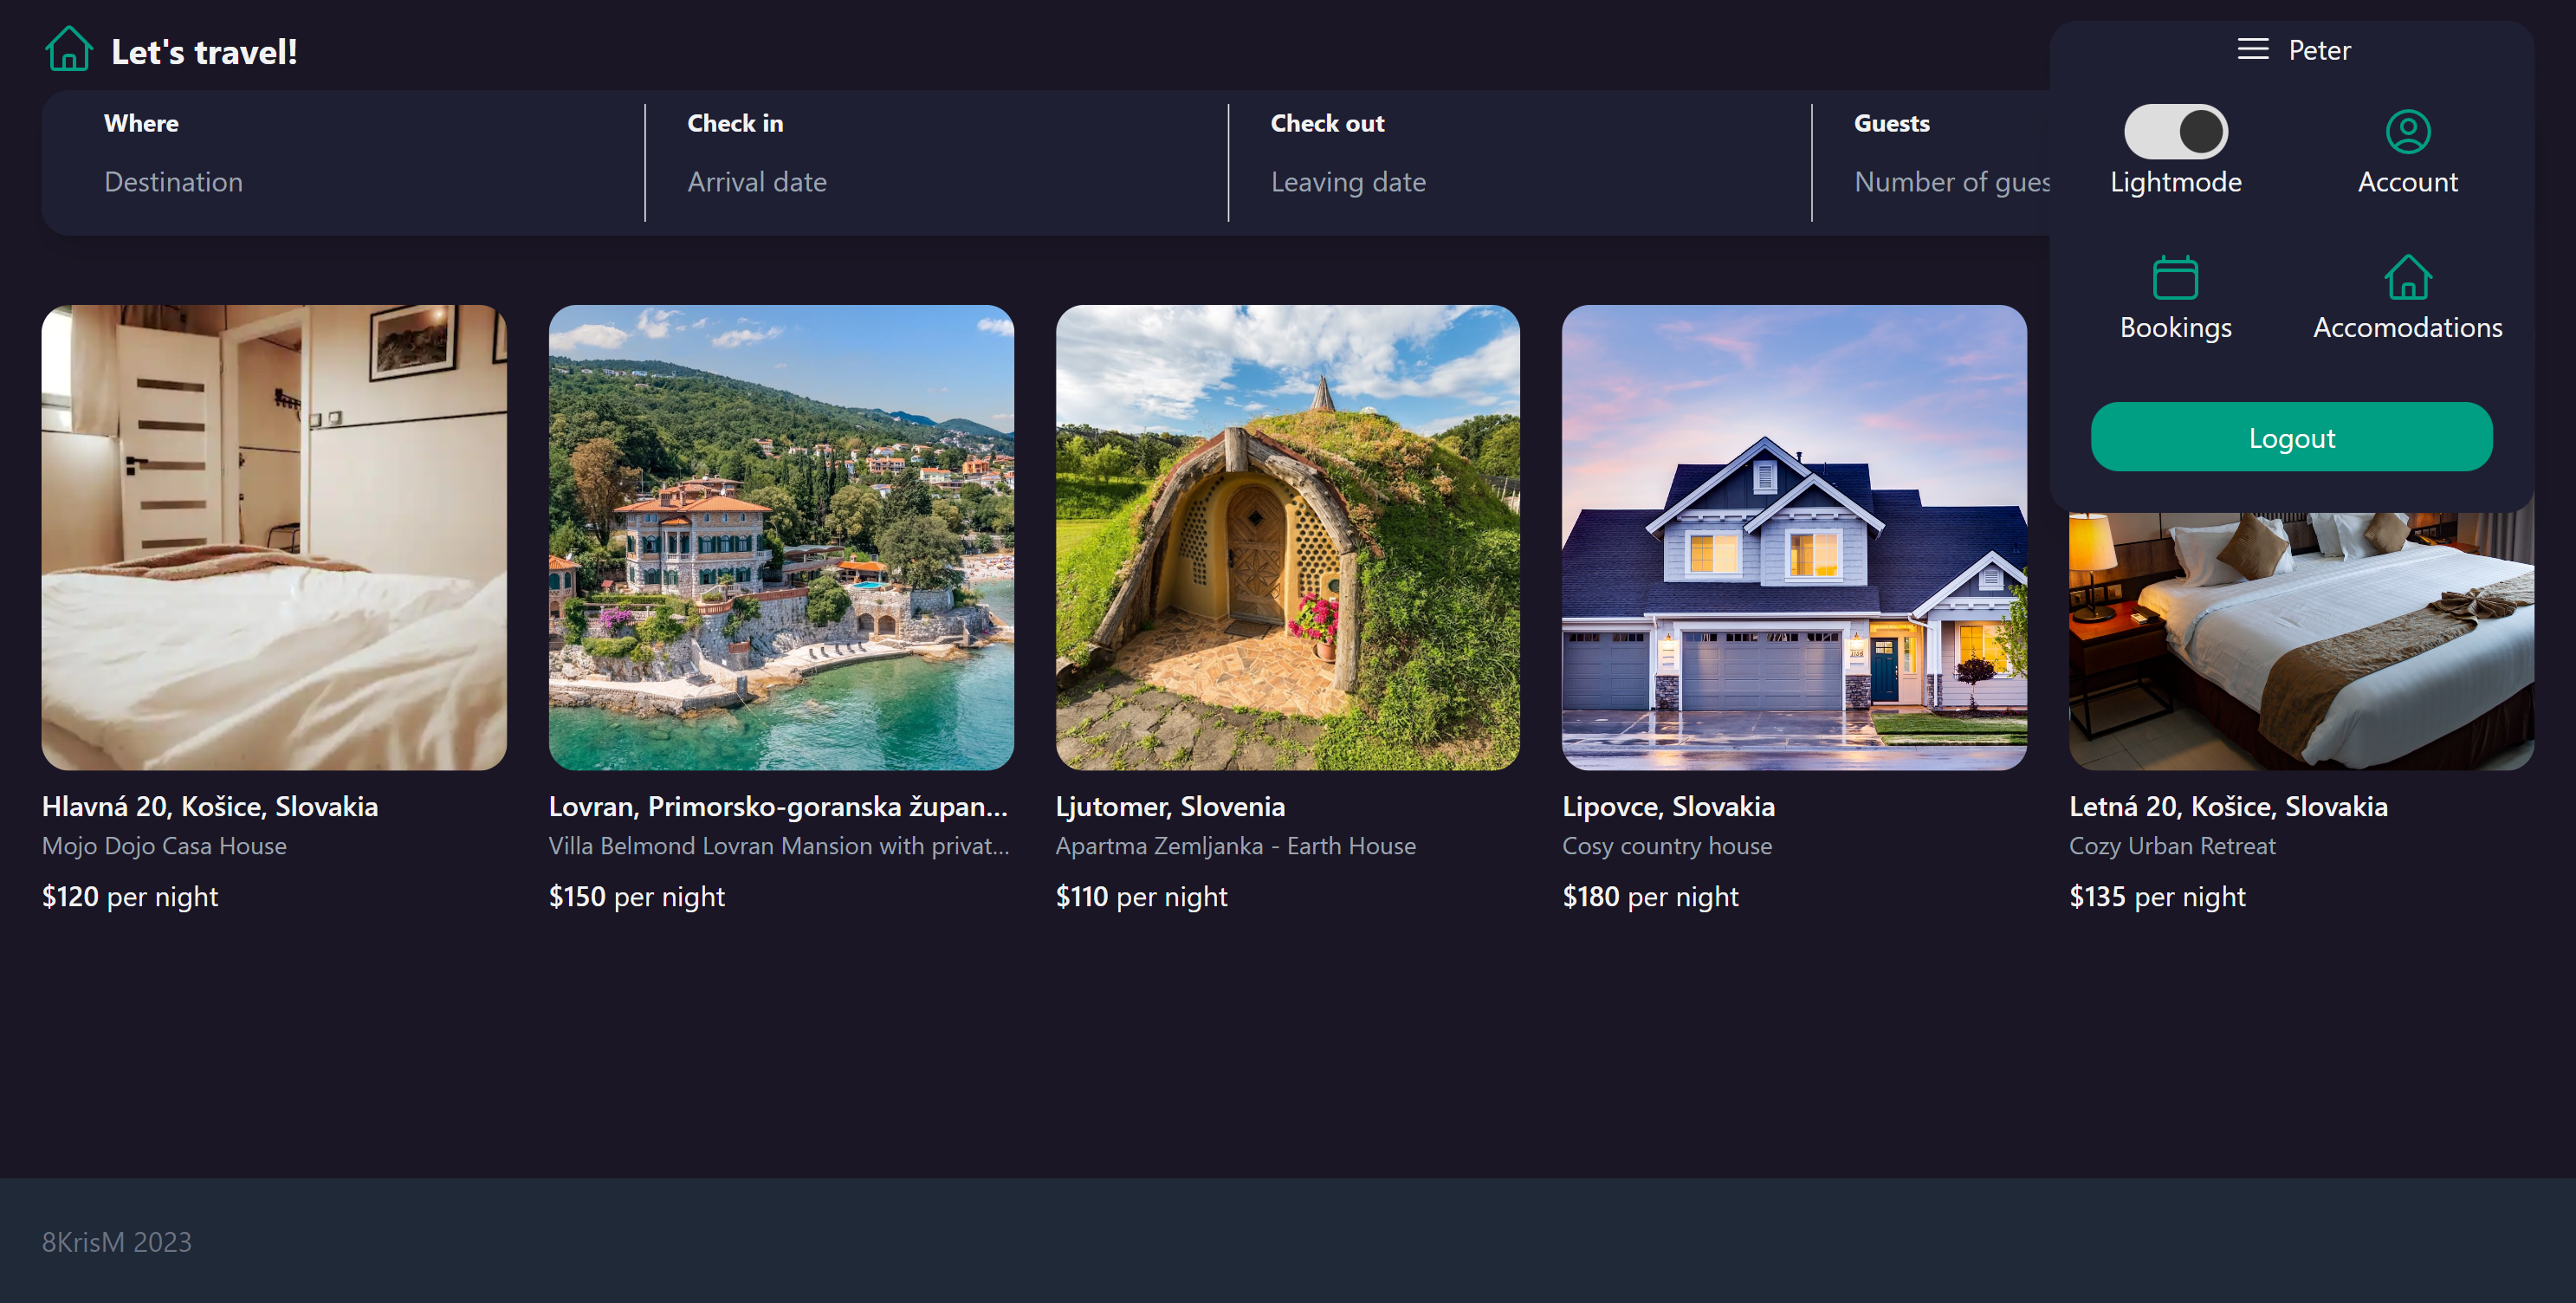 Let's travel!
Peter
Where
Check in
Check out
Guests
Destination
Arrival date
Leaving date
Number of gues
Lightmode
Account
Bookings
Accomodations
Logout
Hlavná 20, Košice, Slovakia
Mojo Dojo Casa House
$120 per night
Lovran, Primorsko-goranska župan...
Villa Belmond Lovran Mansion with privat...
$150 per night
Ljutomer, Slovenia
Apartma Zemljanka - Earth House
$110 per night
Lipovce, Slovakia
Cosy country house
$180 per night
Letná 20, Košice, Slovakia
Cozy Urban Retreat
$135 per night
8KrisM 2023